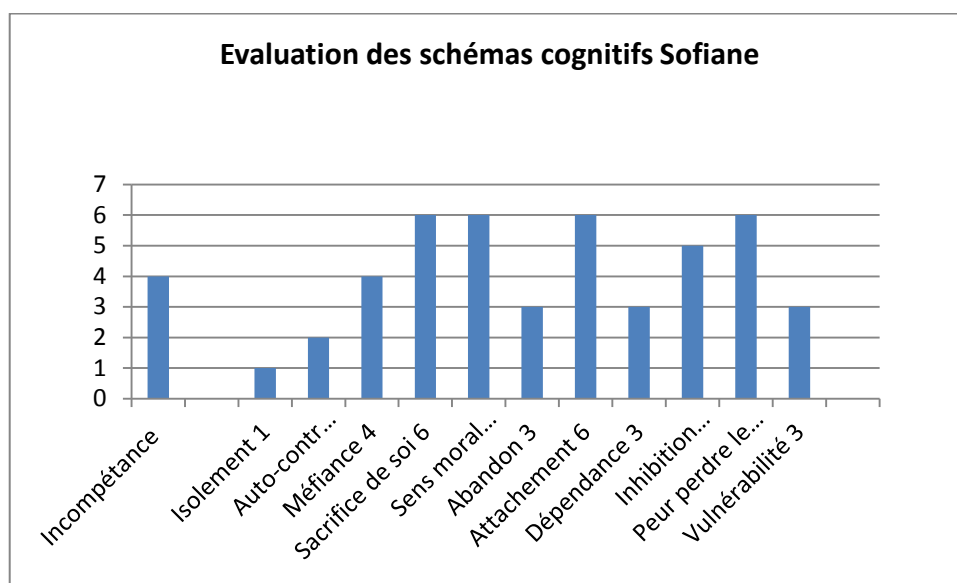 Evaluation des schémas cognitifs Sofiane
7
6
5
4
3
2
1
0
Incompétance
Isolement 1
Auto-contr...
Méfiance 4
Sacrifice de soi 6
Sens moral...
Abandon 3
Attachement 6
Dépendance 3
Inhibition...
Peur perdre le...
Vulnérabilité 3